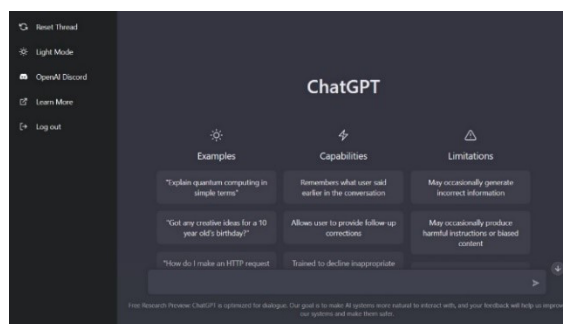 Reset Thread
Light Mode
OpenAI Discord
Learn More
Log out
ChatGPT
Examples
Capabilities
Limitations
"Explain quantum computing in
simple terms"
Remembers what user said
earlier in the conversation
May occasionally generate
incorrect information
"Got any creative ideas for a 10
year old's birthday?"
Allows user to provide follow-up
corrections
May occasionally produce
harmful instructions or biased
content
"How do I make an HTTP request
Trained to decline inappropriate
Free Research Preview: ChatGPT is optimized for dialogue. Our goal is to make AI systems more natural to interact with, and your feedback will help us improve
our systems and make them safer.